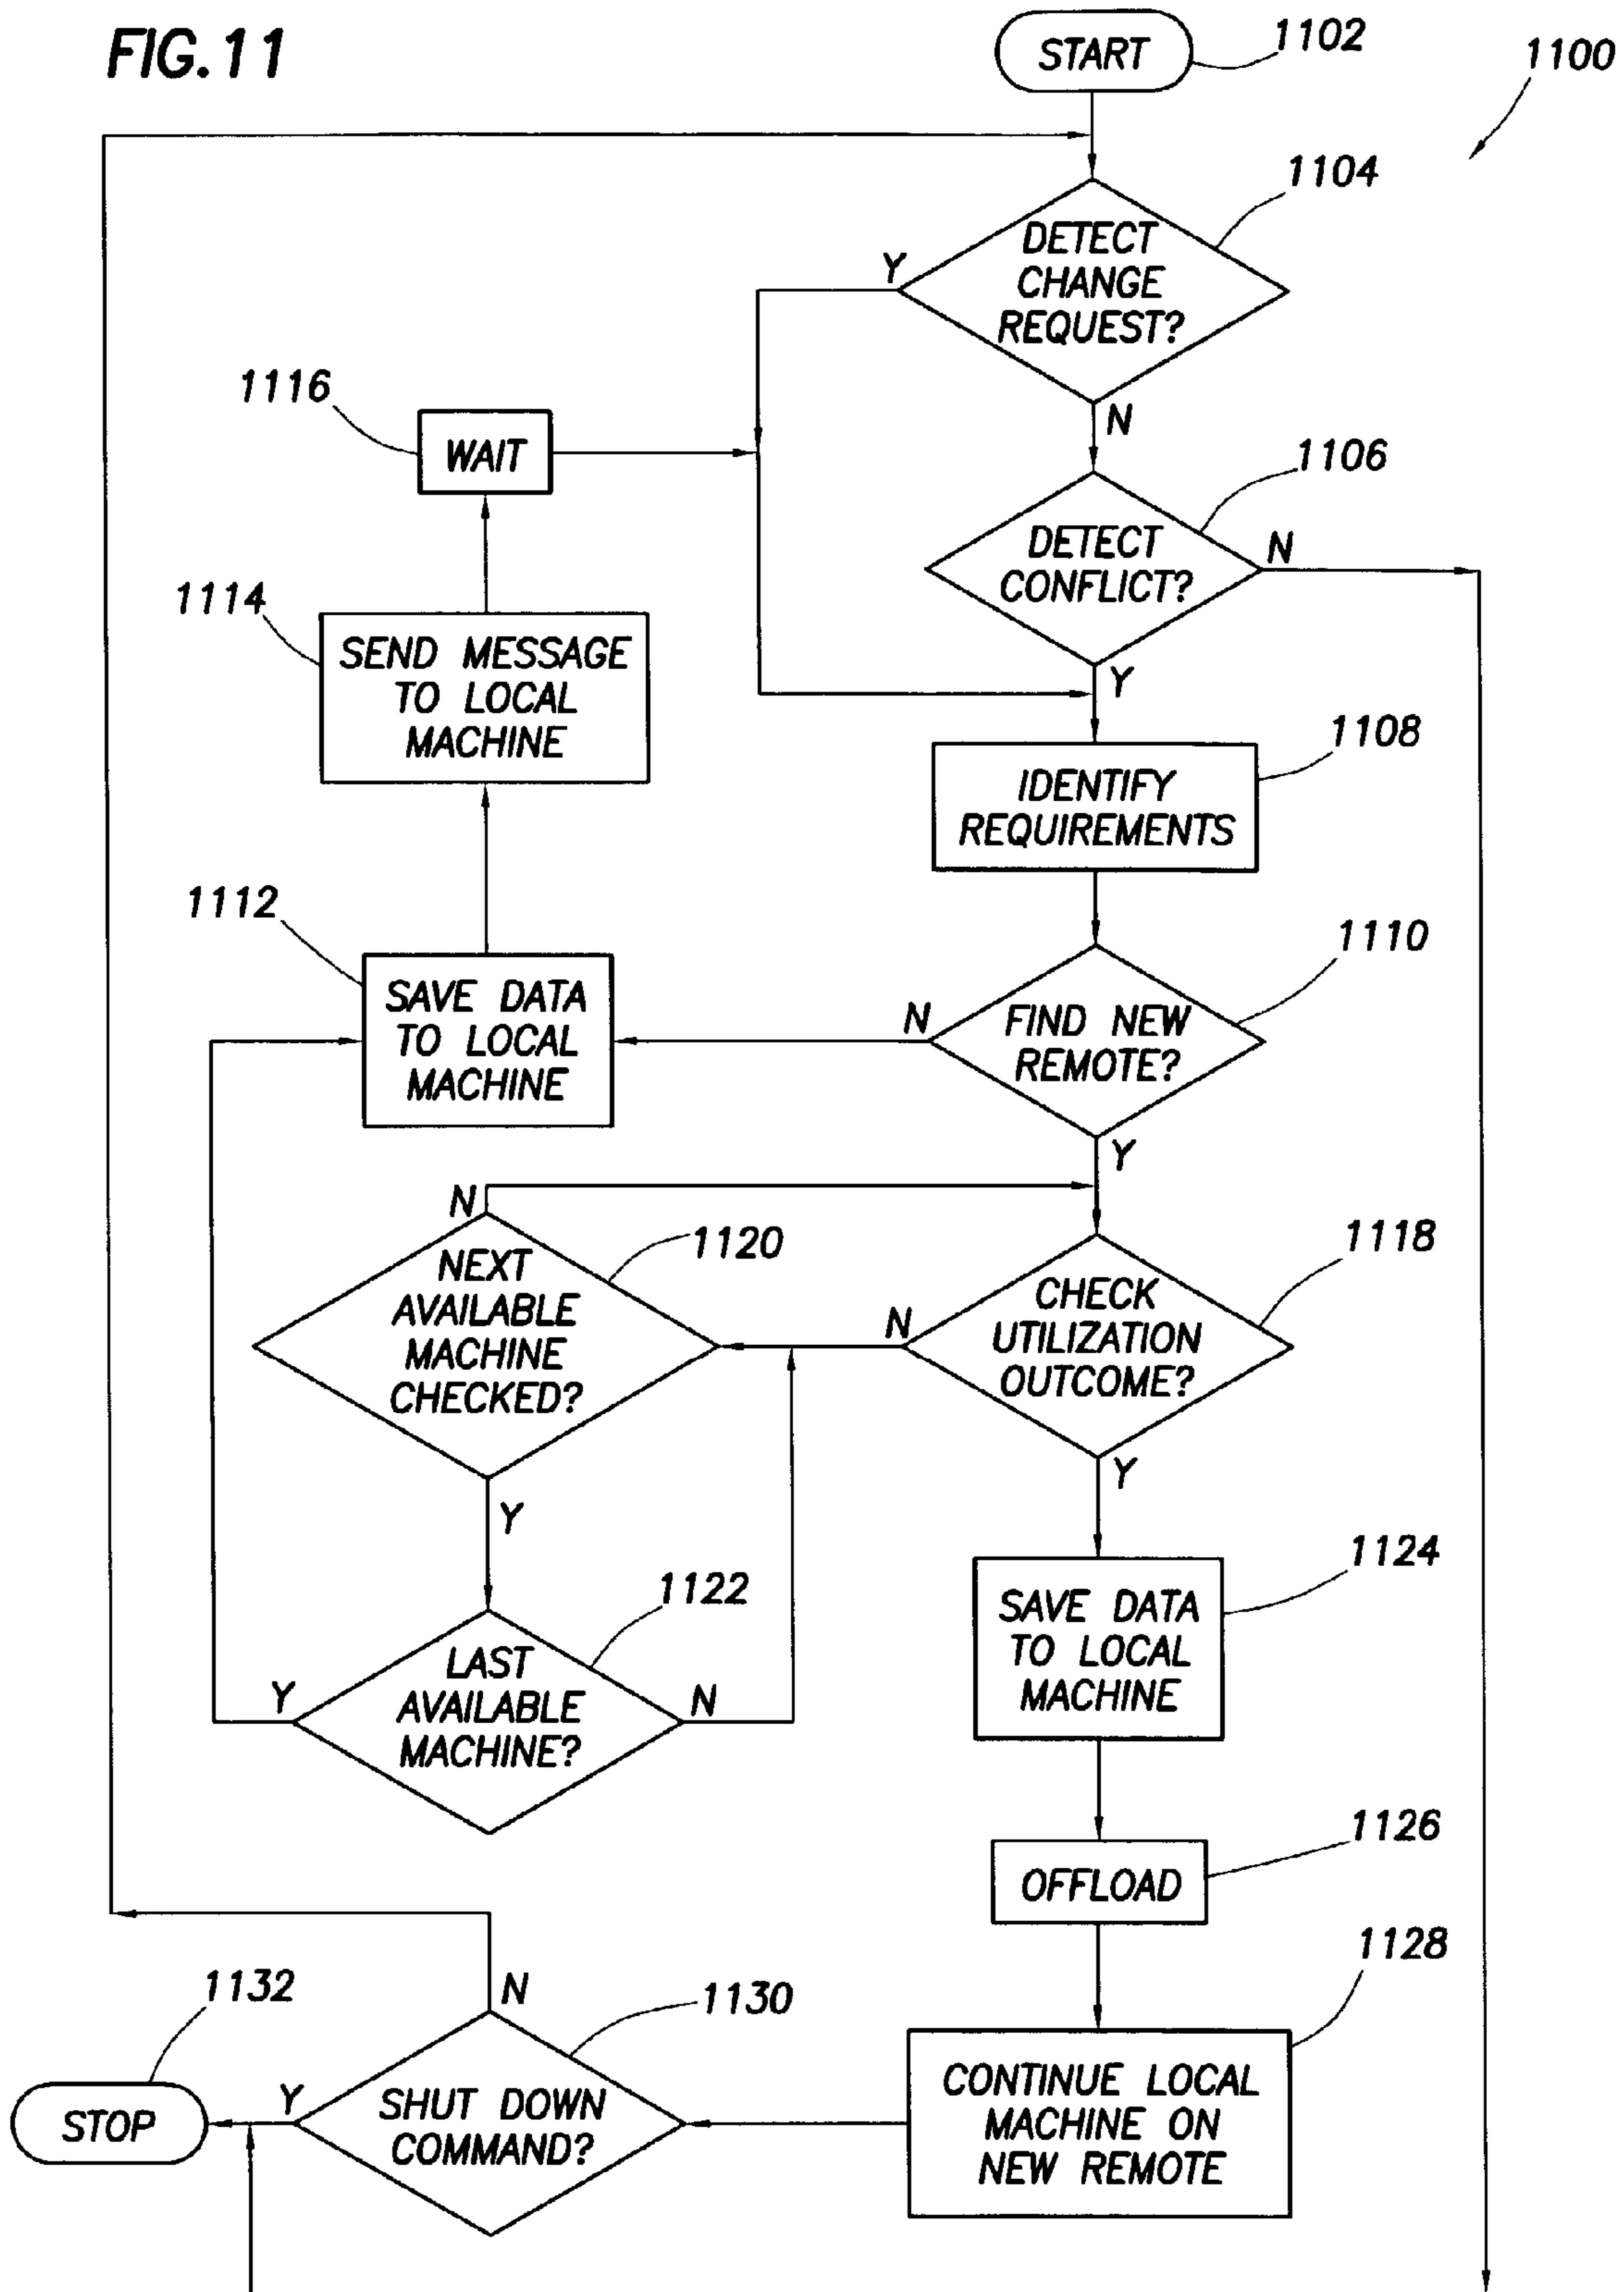 FIG. 11
START
1102
1100
1104
DETECT
CHANGE
REQUEST?
Y
N
1116
WAIT
1106
DETECT
CONFLICT?
N
Y
1114
SEND MESSAGE
TO LOCAL
MACHINE
1108
IDENTIFY
REQUIREMENTS
1112
SAVE DATA
TO LOCAL
MACHINE
1110
FIND NEW
REMOTE?
N
Y
N
1120
NEXT
AVAILABLE
MACHINE
CHECKED?
Y
1118
CHECK
UTILIZATION
OUTCOME?
N
Y
1122
LAST
AVAILABLE
MACHINE?
Y
N
1124
SAVE DATA
TO LOCAL
MACHINE
1126
OFFLOAD
1128
CONTINUE LOCAL
MACHINE ON
NEW REMOTE
1130
SHUT DOWN
COMMAND?
N
Y
1132
STOP